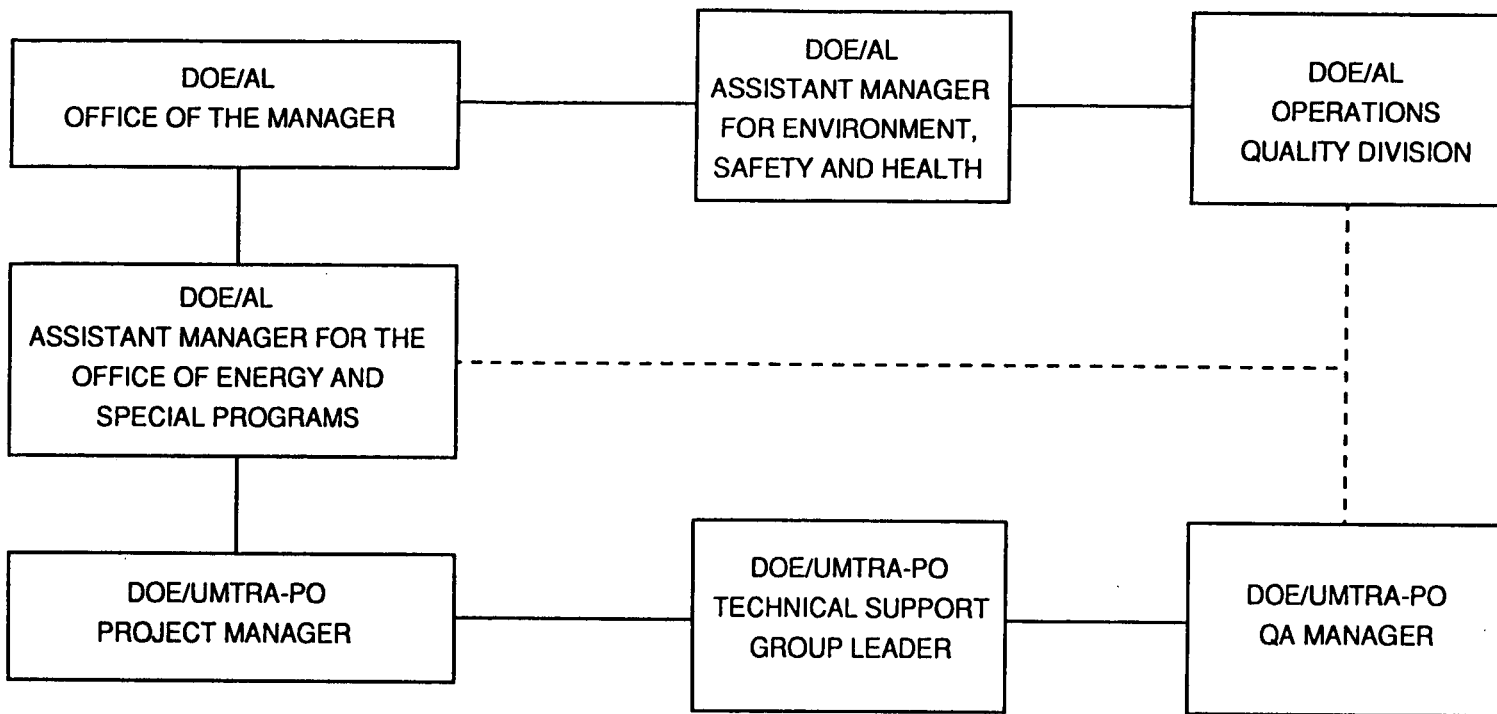 DOE/AL
OFFICE OF THE MANAGER
DOE/AL
ASSISTANT MANAGER
FOR ENVIRONMENT,
SAFETY AND HEALTH
DOE/AL
OPERATIONS
QUALITY DIVISION
DOE/AL
ASSISTANT MANAGER FOR THE
OFFICE OF ENERGY AND
SPECIAL PROGRAMS
DOE/UMTRA-PO
PROJECT MANAGER
DOE/UMTRA-PO
TECHNICAL SUPPORT
GROUP LEADER
DOE/UMTRA-PO
QA MANAGER